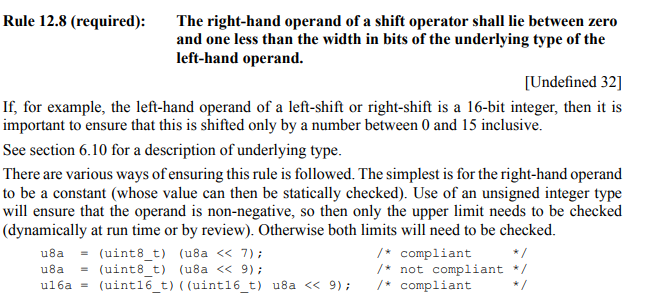 Rule 12.8 (required): The right-hand operand of a shift operator shall lie between zero
and one less than the width in bits of the underlying type of the
left-hand operand.
[Undefined 32]
If, for example, the left-hand operand of a left-shift or right-shift is a 16-bit integer, then it is
important to ensure that this is shifted only by a number between 0 and 15 inclusive.
See section 6.10 for a description of underlying type.
There are various ways of ensuring this rule is followed. The simplest is for the right-hand operand
to be a constant (whose value can then be statically checked). Use of an unsigned integer type
will ensure that the operand is non-negative, so then only the upper limit needs to be checked
(dynamically at run time or by review). Otherwise both limits will need to be checked.
u8a = (uint8_t) (u8a << 7); /* compliant */
u8a = (uint8_t) (u8a << 9); /* not compliant */
u16a = (uint16_t)((uint16_t) u8a << 9); /* compliant */